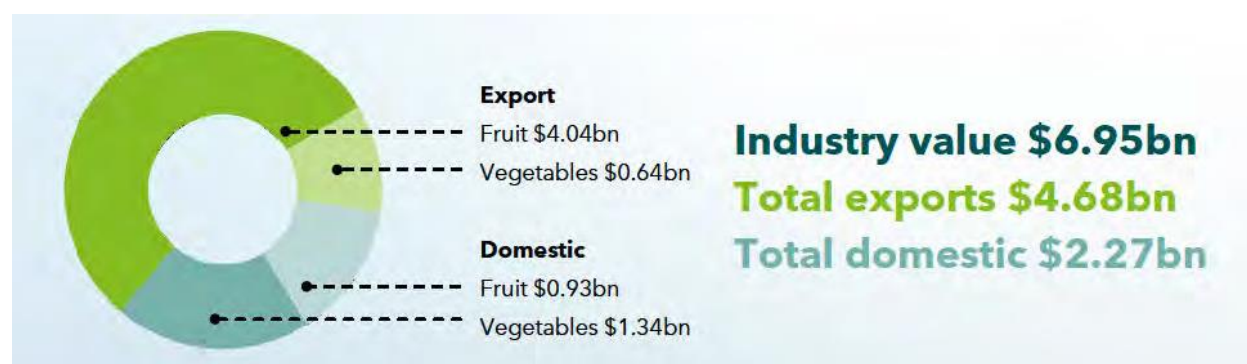 Export
Fruit $4.04bn
Vegetables $0.64bn
Domestic
Fruit $0.93bn
Vegetables $1.34bn
Industry value $6.95bn
Total exports $4.68bn
Total domestic $2.27bn